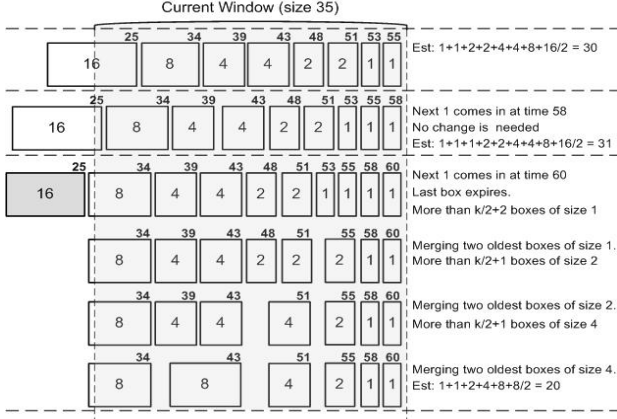 Current Window (size 35)
25 34 39 43 48 51 53 55
16 8 4 4 2 2 1 1
Est: 1+1+2+2+4+4+8+16/2 = 30
25 34 39 43 48 51 53 55 58
16 8 4 4 2 2 1 1 1
Next 1 comes in at time 58
No change is needed
Est: 1+1+1+2+2+4+4+8+16/2 = 31
25 34 39 43 48 51 53 55 58 60
16 8 4 4 2 2 1 1 1 1
Next 1 comes in at time 60
Last box expires.
More than k/2+2 boxes of size 1
34 39 43 48 51 55 58 60
8 4 4 2 2 2 1 1
Merging two oldest boxes of size 1.
More than k/2+1 boxes of size 2
34 39 43 51 55 58 60
8 4 4 4 2 1 1
Merging two oldest boxes of size 2.
More than k/2+1 boxes of size 4
34 43 51 55 58 60
8 8 4 2 1 1
Merging two oldest boxes of size 4.
Est: 1+1+2+4+8+8/2 = 20